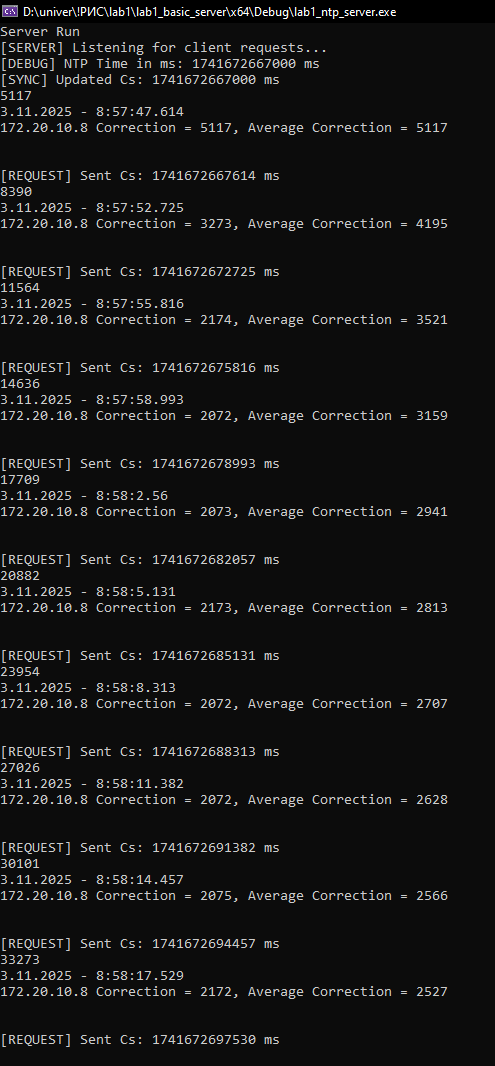 D:\univer\!РИС\lab1\lab1_basic_server\x64\Debug\lab1_ntp_server.exe
Server Run
[SERVER] Listening for client requests...
[DEBUG] NTP Time in ms: 1741672667000 ms
[SYNC] Updated Cs: 1741672667000 ms
5117
3.11.2025 - 8:57:47.614
172.20.10.8 Correction = 5117, Average Correction = 5117
[REQUEST] Sent Cs: 1741672667614 ms
8390
3.11.2025 - 8:57:52.725
172.20.10.8 Correction = 3273, Average Correction = 4195
[REQUEST] Sent Cs: 1741672672725 ms
11564
3.11.2025 - 8:57:55.816
172.20.10.8 Correction = 2174, Average Correction = 3521
[REQUEST] Sent Cs: 1741672675816 ms
14636
3.11.2025 - 8:57:58.993
172.20.10.8 Correction = 2072, Average Correction = 3159
[REQUEST] Sent Cs: 1741672678993 ms
17709
3.11.2025 - 8:58:2.56
172.20.10.8 Correction = 2073, Average Correction = 2941
[REQUEST] Sent Cs: 1741672682057 ms
20882
3.11.2025 - 8:58:5.131
172.20.10.8 Correction = 2173, Average Correction = 2813
[REQUEST] Sent Cs: 1741672685131 ms
23954
3.11.2025 - 8:58:8.313
172.20.10.8 Correction = 2072, Average Correction = 2707
[REQUEST] Sent Cs: 1741672688313 ms
27026
3.11.2025 - 8:58:11.382
172.20.10.8 Correction = 2072, Average Correction = 2628
[REQUEST] Sent Cs: 1741672691382 ms
30101
3.11.2025 - 8:58:14.457
172.20.10.8 Correction = 2075, Average Correction = 2566
[REQUEST] Sent Cs: 1741672694457 ms
33273
3.11.2025 - 8:58:17.529
172.20.10.8 Correction = 2172, Average Correction = 2527
[REQUEST] Sent Cs: 1741672697530 ms